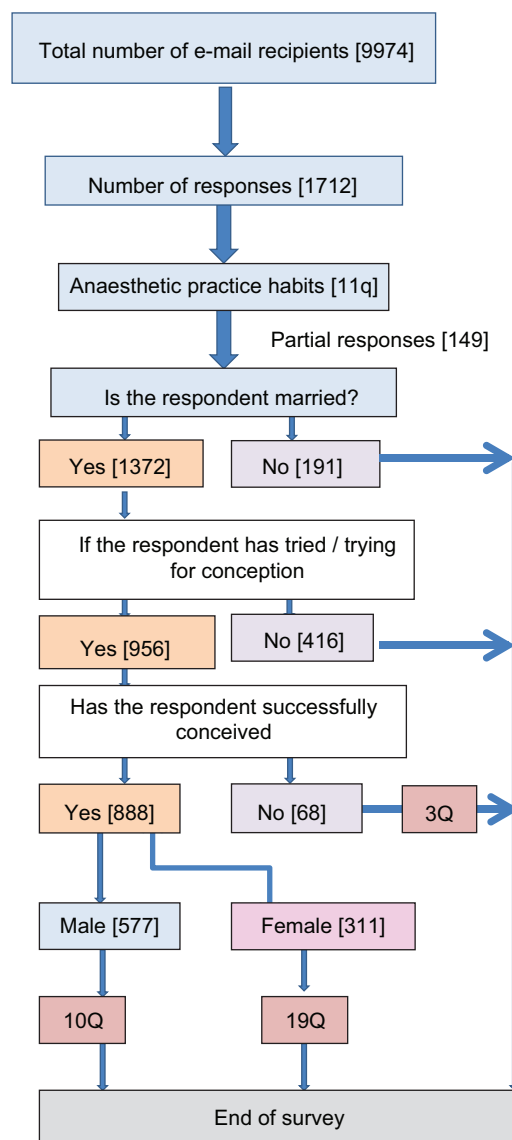 Total number of e-mail recipients [9974]
Number of responses [1712]
Anaesthetic practice habits [11q]
Partial responses [149]
Is the respondent married?
Yes [1372]
No [191]
If the respondent has tried / trying
for conception
Yes [956]
No [416]
Has the respondent successfully
conceived
Yes [888]
No [68]
3Q
Male [577]
Female [311]
10Q
19Q
End of survey